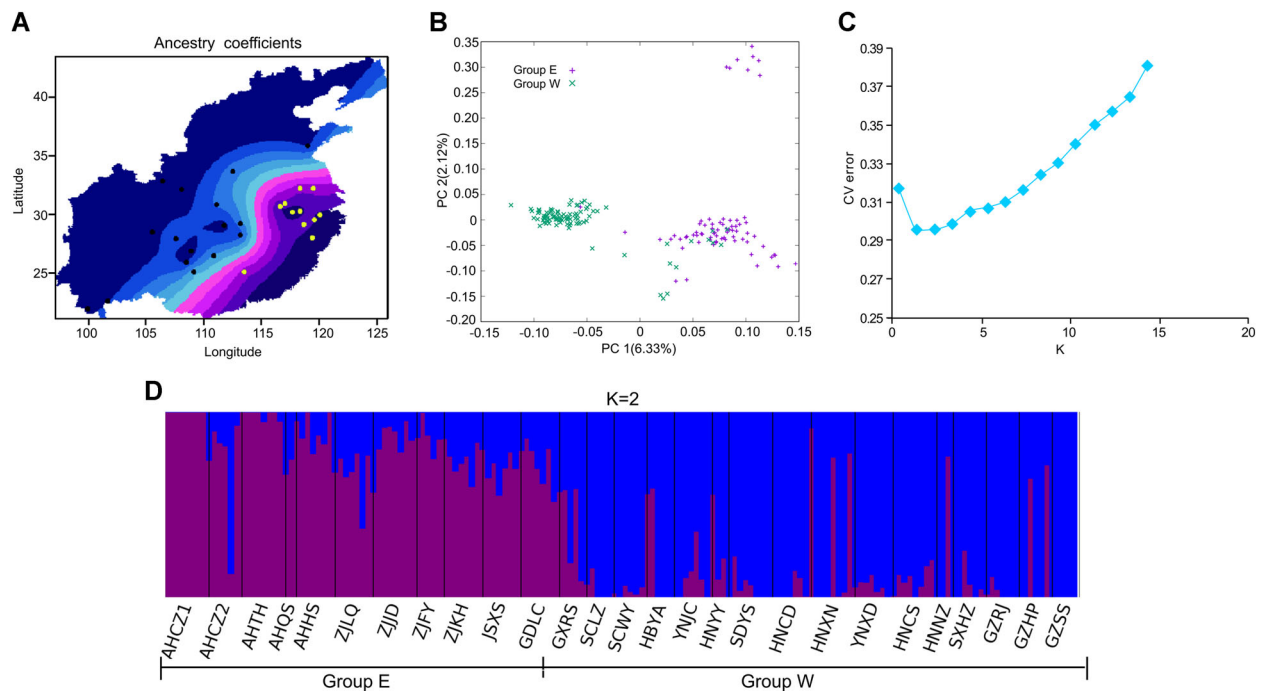 A
Ancestry coefficients
40
35
30
25
Latitude
100 105 110 115 120 125
Longitude
B
0.35
0.30
0.25
0.20
0.15
0.10
0.05
0
-0.05
-0.10
-0.15
-0.20
PC 2(2.12%)
Group E
Group W
-0.15 -0.10 -0.05 0 0.05 0.10 0.15
PC 1(6.33%)
C
0.39
0.37
0.35
0.33
0.31
0.29
0.27
0.25
CV error
0 5 10 15 20
K
D
K=2
AHCZ1 AHCZ2 AHTH AHQS AHHS ZJLQ ZJJD ZJFY ZJKH JSXS GDLC GXRS SCLZ SCWY HBYA YNJC HNYY SDYS HNCD HNXN YNXD HNCS HNNZ SXHZ GZRJ GZHP GZSS
Group E Group W